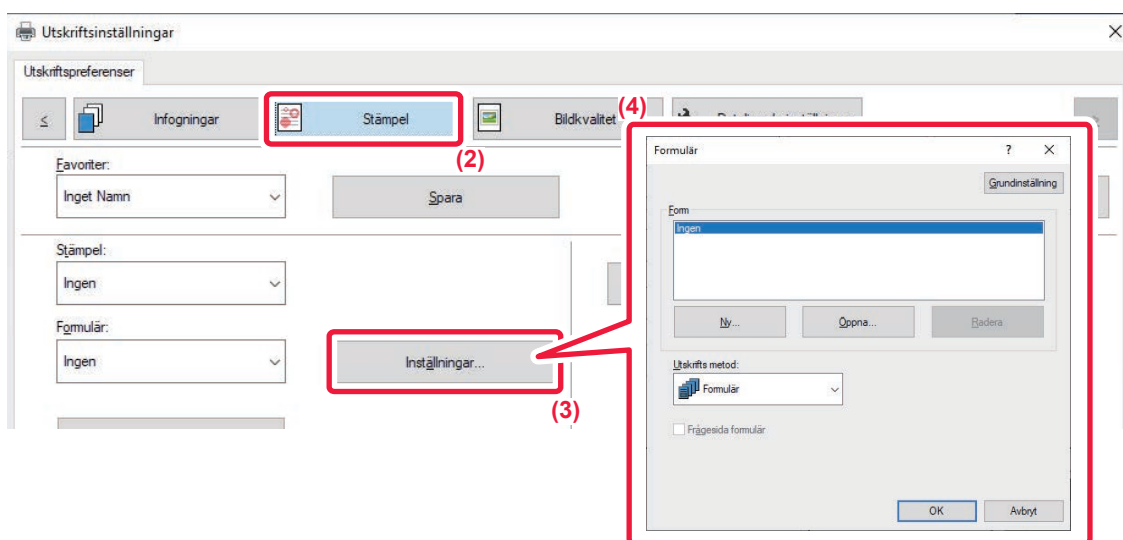 Utskriftsinställningar
Utskriftspreferenser
≤ Infogningar Stämpel Bildkvalitet (4)
(2)
Favoriter:
Inget Namn Spara
Stämpel:
Ingen
Formulär:
Ingen Inställningar...
(3)
Formulär ? X
Grundinställning
Form
Ingen
Ny... Öppna... Radera
Utskrifts metod:
Formulär
Frågesida formulär
OK Avbryt